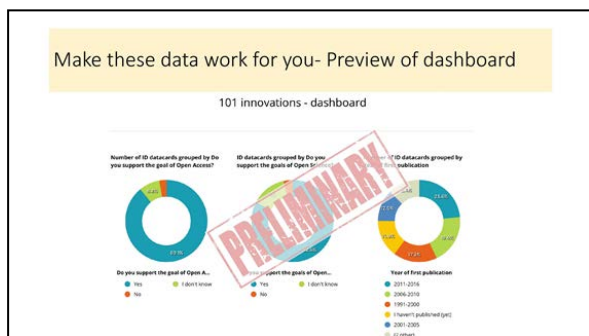 Make these data work for you- Preview of dashboard
101 innovations - dashboard
Number of ID datacards grouped by Do
you support the goal of Open Access?
ID datacards grouped by Do you
support the goals of Open
of ID datacards grouped by
of first publication
PRELIMINARY
Do you support the goal of Open A...
Yes
I don't know
No
support the goals of Open...
Yes
I don't know
No
Year of first publication
2011-2016
2006-2010
1991-2000
I haven't published (yet)
2001-2005